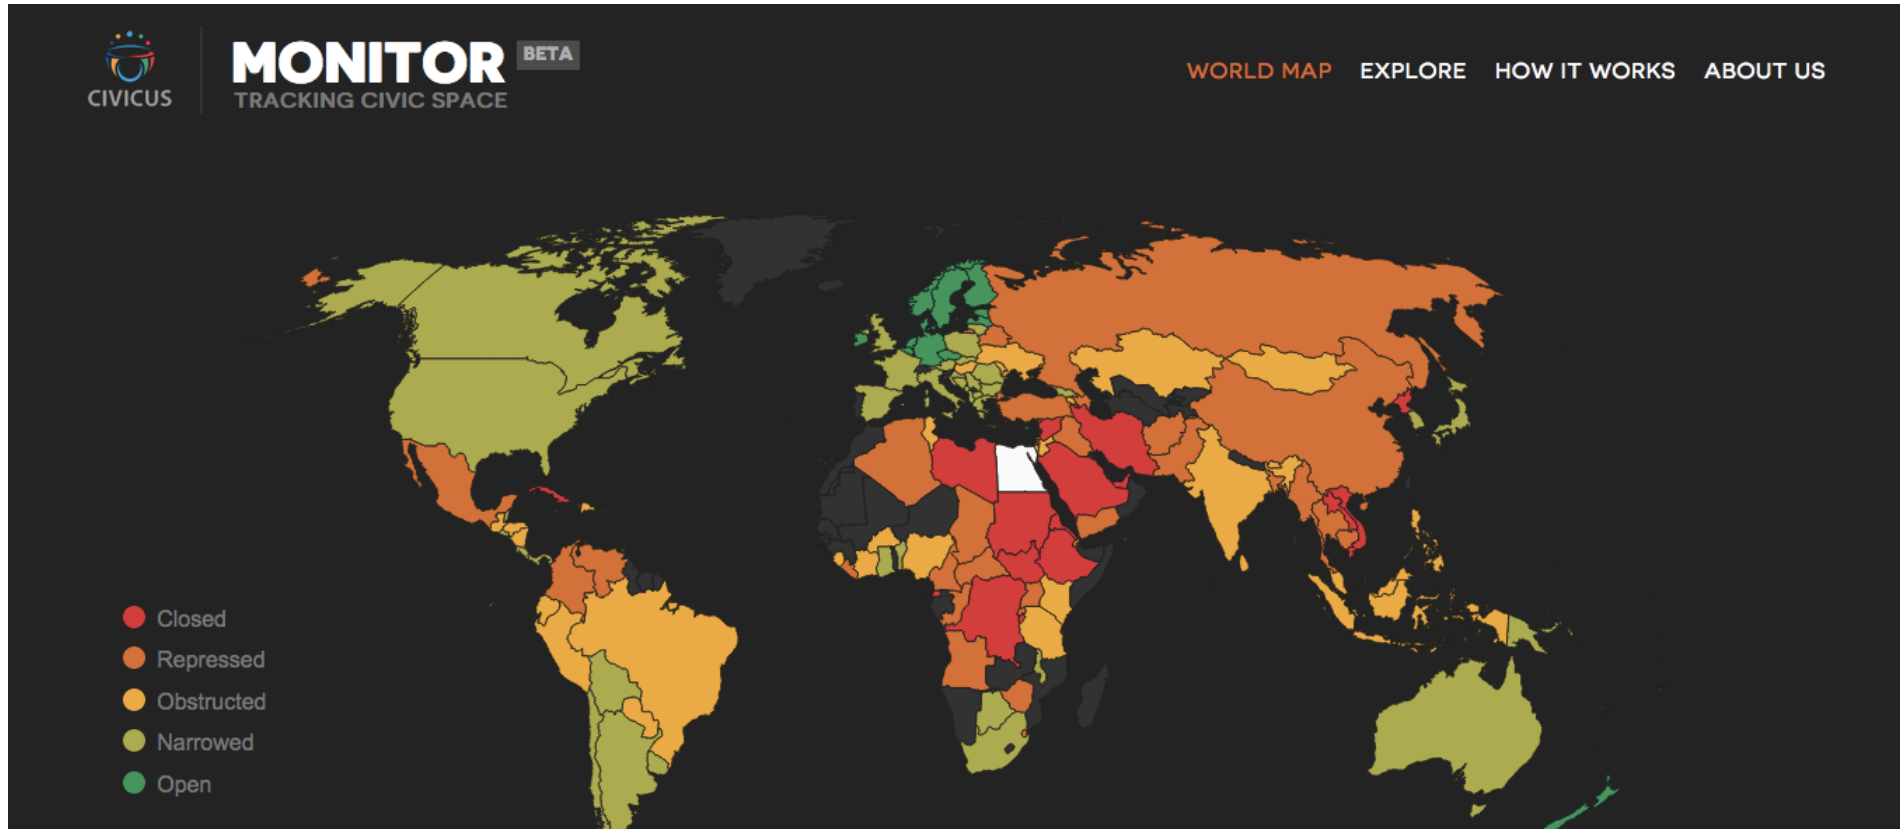 CIVICUS
MONITOR BETA
TRACKING CIVIC SPACE
WORLD MAP EXPLORE HOW IT WORKS ABOUT US
Closed
Repressed
Obstructed
Narrowed
Open